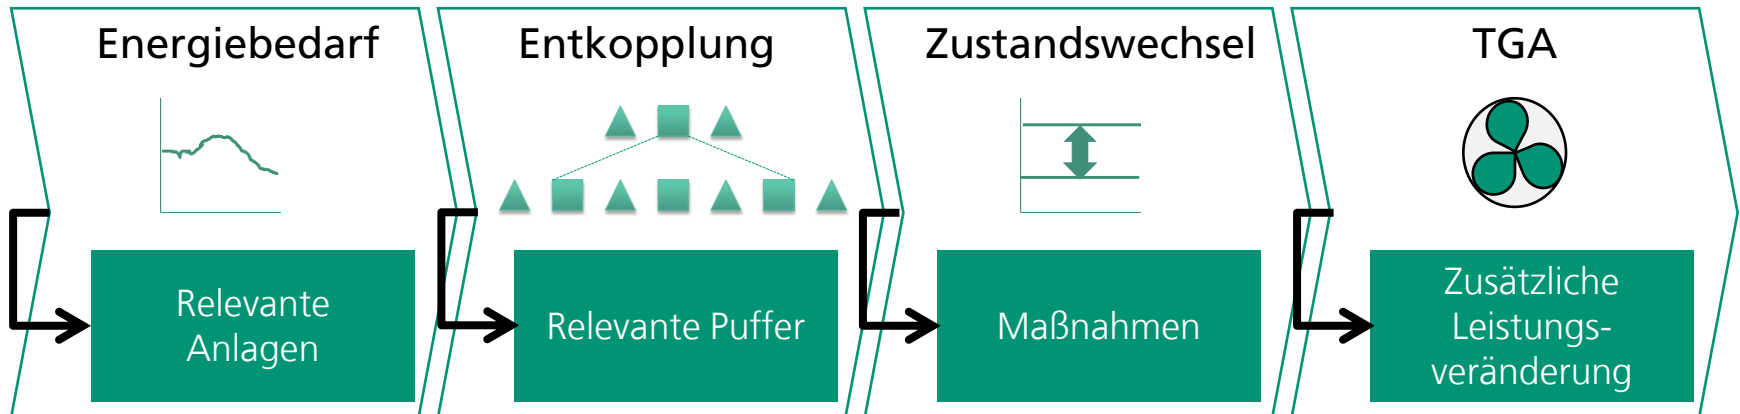 Energiebedarf
Entkopplung
Zustandswechsel
TGA
Relevante
Anlagen
Relevante Puffer
Maßnahmen
Zusätzliche
Leistungs-
veränderung